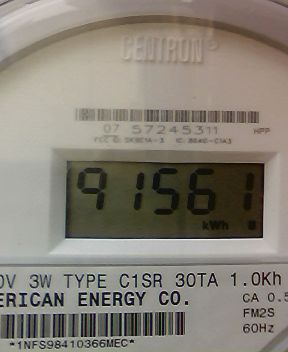 CENTRON®
07 57245311 HPP
91561
kWh
0V 3W TYPE C1SR 30TA 1.0Kh
ERICAN ENERGY CO. CA 0.5
FM2S
60Hz
*1NFS98410366MEC*